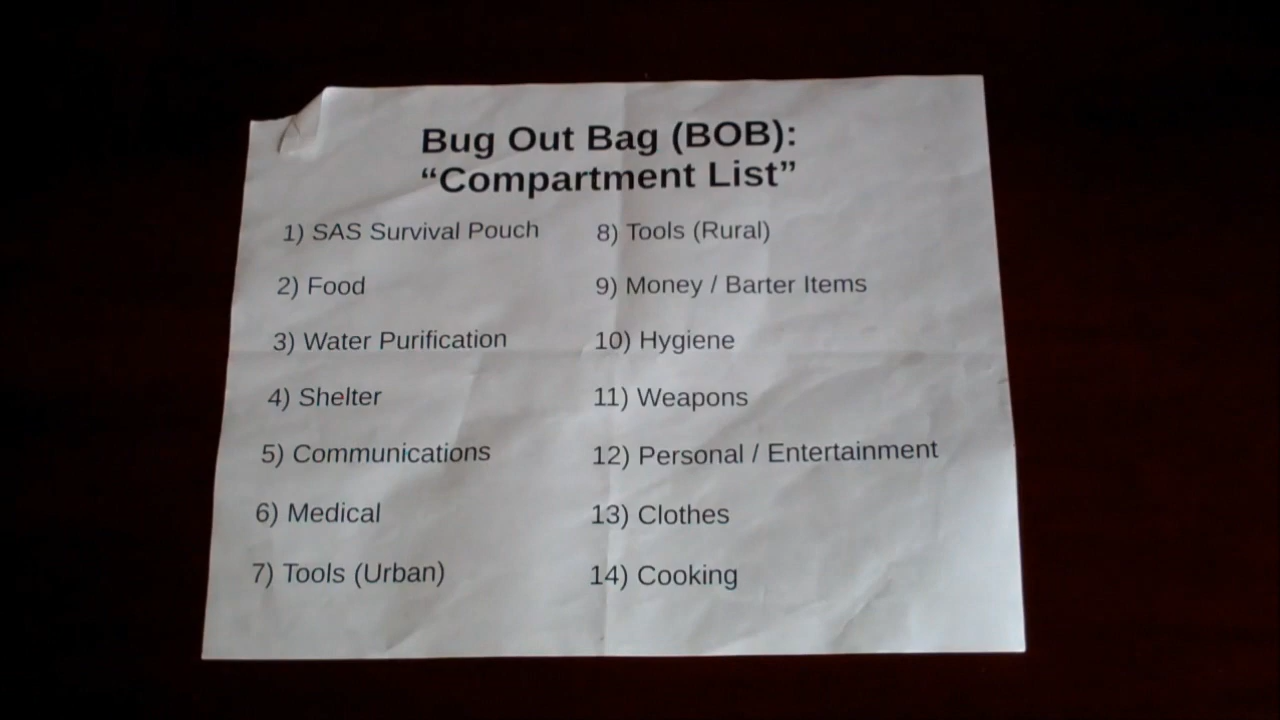 Bug Out Bag (BOB):
“Compartment List”
1) SAS Survival Pouch
2) Food
3) Water Purification
4) Shelter
5) Communications
6) Medical
7) Tools (Urban)
8) Tools (Rural)
9) Money / Barter Items
10) Hygiene
11) Weapons
12) Personal / Entertainment
13) Clothes
14) Cooking